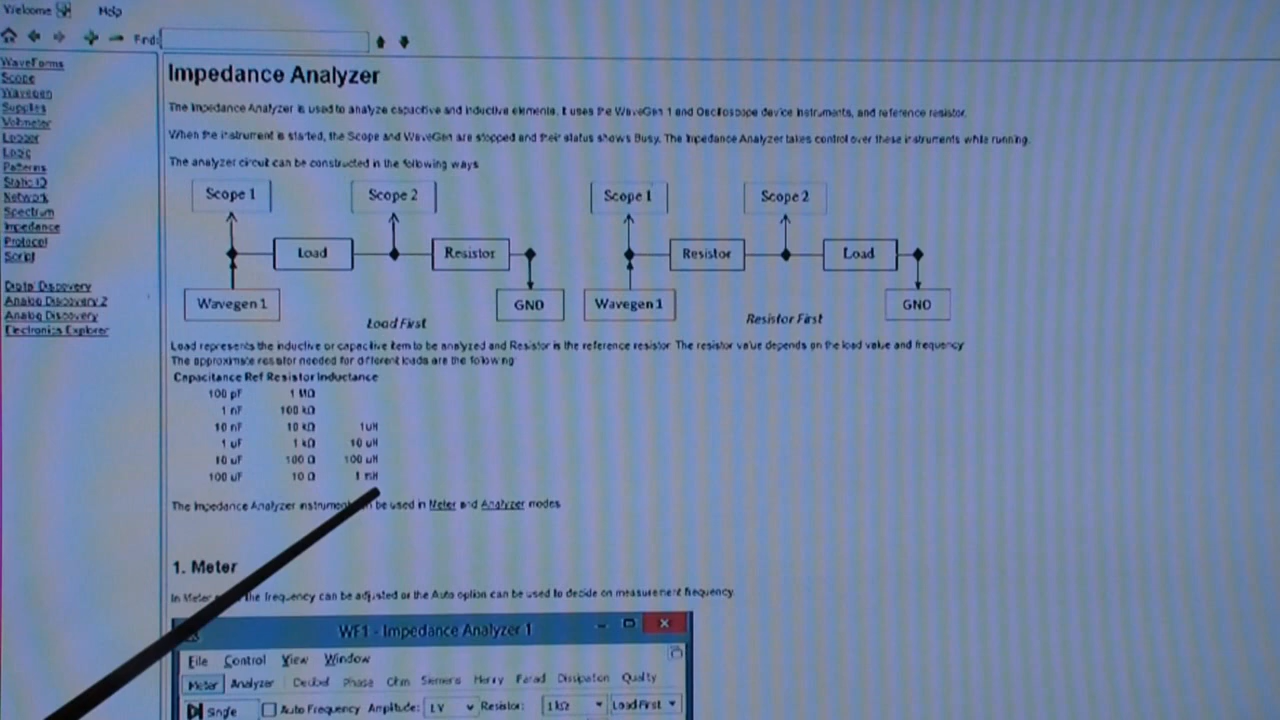 Welcome Help
Find:
WaveForms
Scope
Wavegen
Supplies
Voltmeter
Logger
Logic
Patterns
Static IO
Network
Spectrum
Impedance
Protocol
Script
Digital Discovery
Analog Discovery 2
Analog Discovery
Electronics Explorer
Impedance Analyzer
The Impedance Analyzer is used to analyze capacitive and inductive elements. It uses the WaveGen 1 and Oscilloscope device instruments, and reference resistor.
When the instrument is started, the Scope and WaveGen are stopped and their status shows Busy. The Impedance Analyzer takes control over these instruments while running.
The analyzer circuit can be constructed in the following ways
Scope 1 Scope 2 Scope 1 Scope 2
Load Resistor Resistor Load
Wavegen 1 GND Wavegen 1 GND
Load First Resistor First
Load represents the inductive or capacitive item to be analyzed and Resistor is the reference resistor. The resistor value depends on the load value and frequency
The approximate resistor needed for different loads are the following
Capacitance Ref Resistor Inductance
100 pF 1 MΩ
1 nF 100 kΩ
10 nF 10 kΩ 1uH
1 uF 1 kΩ 10 uH
10 uF 100 Ω 100 uH
100 uF 10 Ω 1 mH
The Impedance Analyzer instrument be used in Meter and Analyzer modes
1. Meter
In Meter the frequency can be adjusted or the Auto option can be used to decide on measurement frequency.
WF1 - Impedance Analyzer 1
File Control View Window
Meter Analyzer Decibel Phase Ohm Siemens Henry Farad Dissipation Quality
Single Auto Frequency Amplitude: 1 V Resistor: 1 kΩ Load First